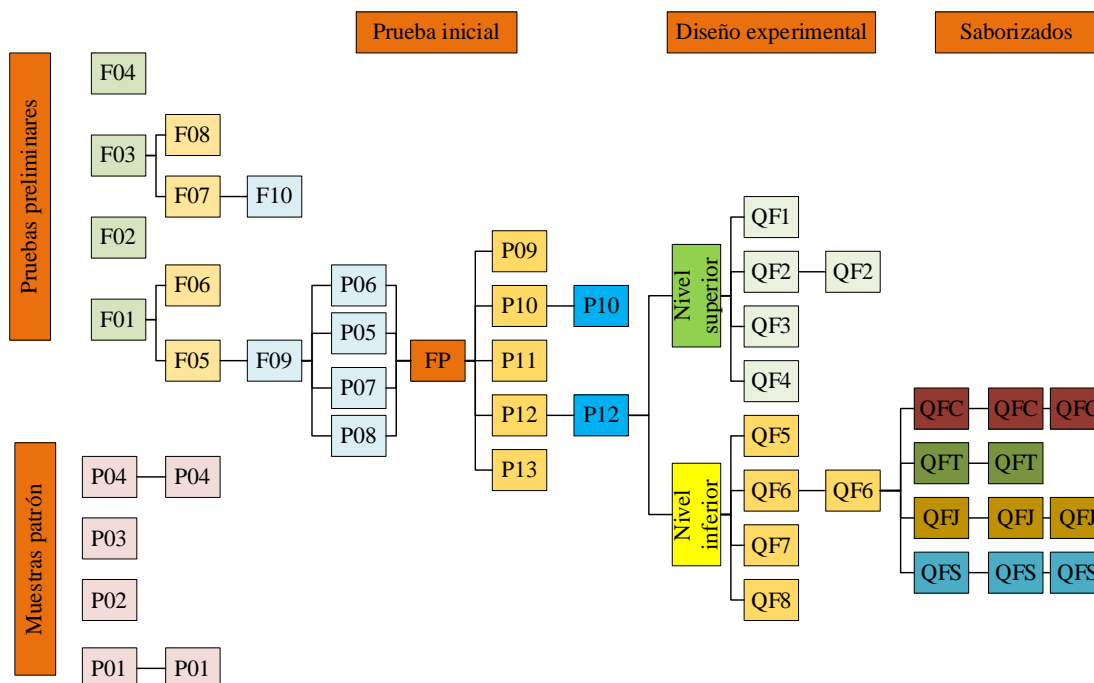 Prueba inicial
Diseño experimental
Saborizados
Pruebas preliminares
F04
F03
F08
F07
F10
F02
F01
F06
F05
F09
P06
P05
P07
P08
FP
P09
P10
P11
P12
P13
P10
P12
Nivel
superior
QF1
QF2
QF2
QF3
QF4
Nivel
inferior
QF5
QF6
QF6
QF7
QF8
QFC
QFC
QFC
QFT
QFT
QFJ
QFJ
QFJ
QFS
QFS
QFS
Muestras patrón
P04
P04
P03
P02
P01
P01